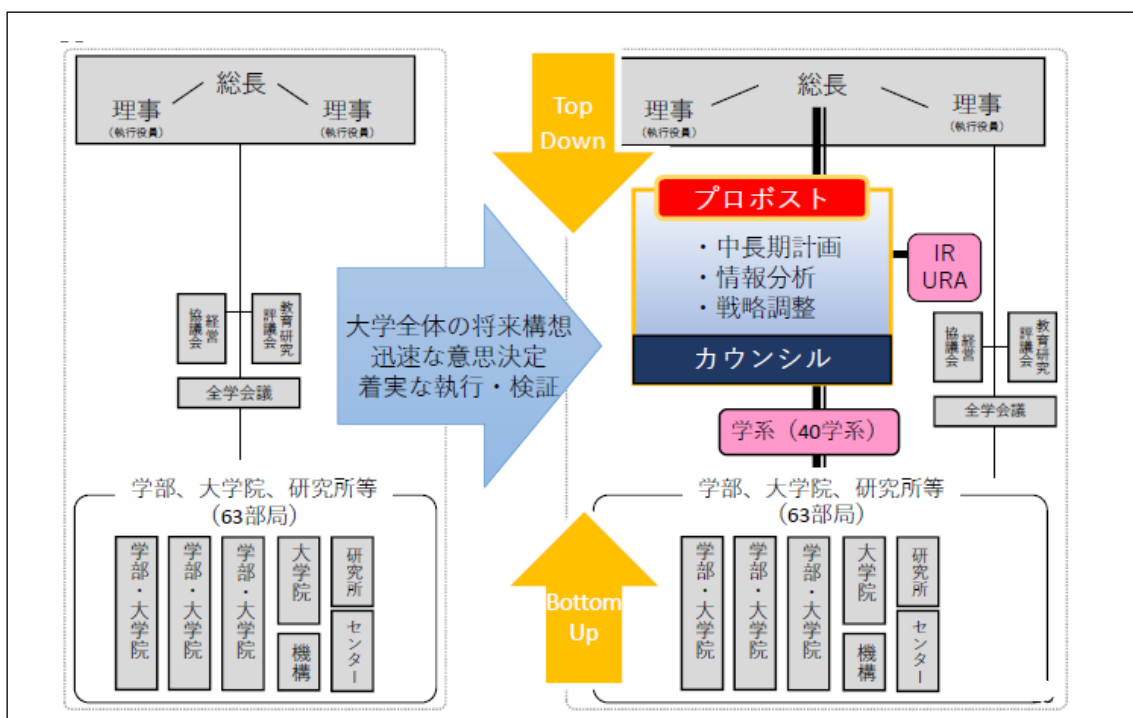 総長
理事
(執行役員)
理事
(執行役員)
経営
協議会
教育研究
評議会
全学会議
学部、大学院、研究所等
(63部局)
学部・大学院
学部・大学院
学部・大学院
大学院
機構
研究所
センター
大学全体の将来構想
迅速な意思決定
着実な執行・検証
Top
Down
総長
理事
(執行役員)
理事
(執行役員)
プロボスト
・中長期計画
・情報分析
・戦略調整
カウンシル
IR
URA
経営
協議会
教育研究
評議会
全学会議
学系(40学系)
学部、大学院、研究所等
(63部局)
学部・大学院
学部・大学院
学部・大学院
大学院
機構
研究所
センター
Bottom
Up